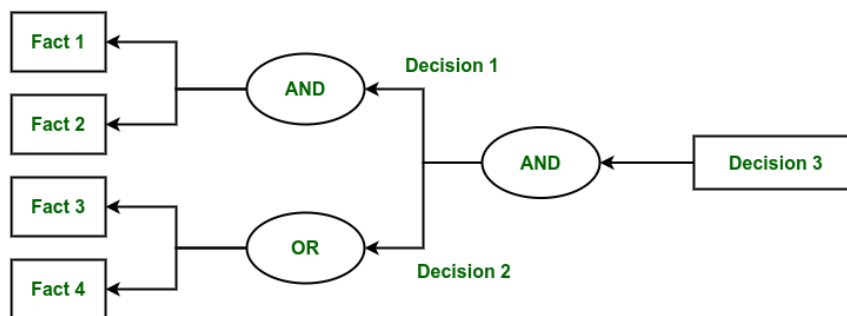 Fact 1
Fact 2
Fact 3
Fact 4
AND
OR
Decision 1
Decision 2
AND
Decision 3